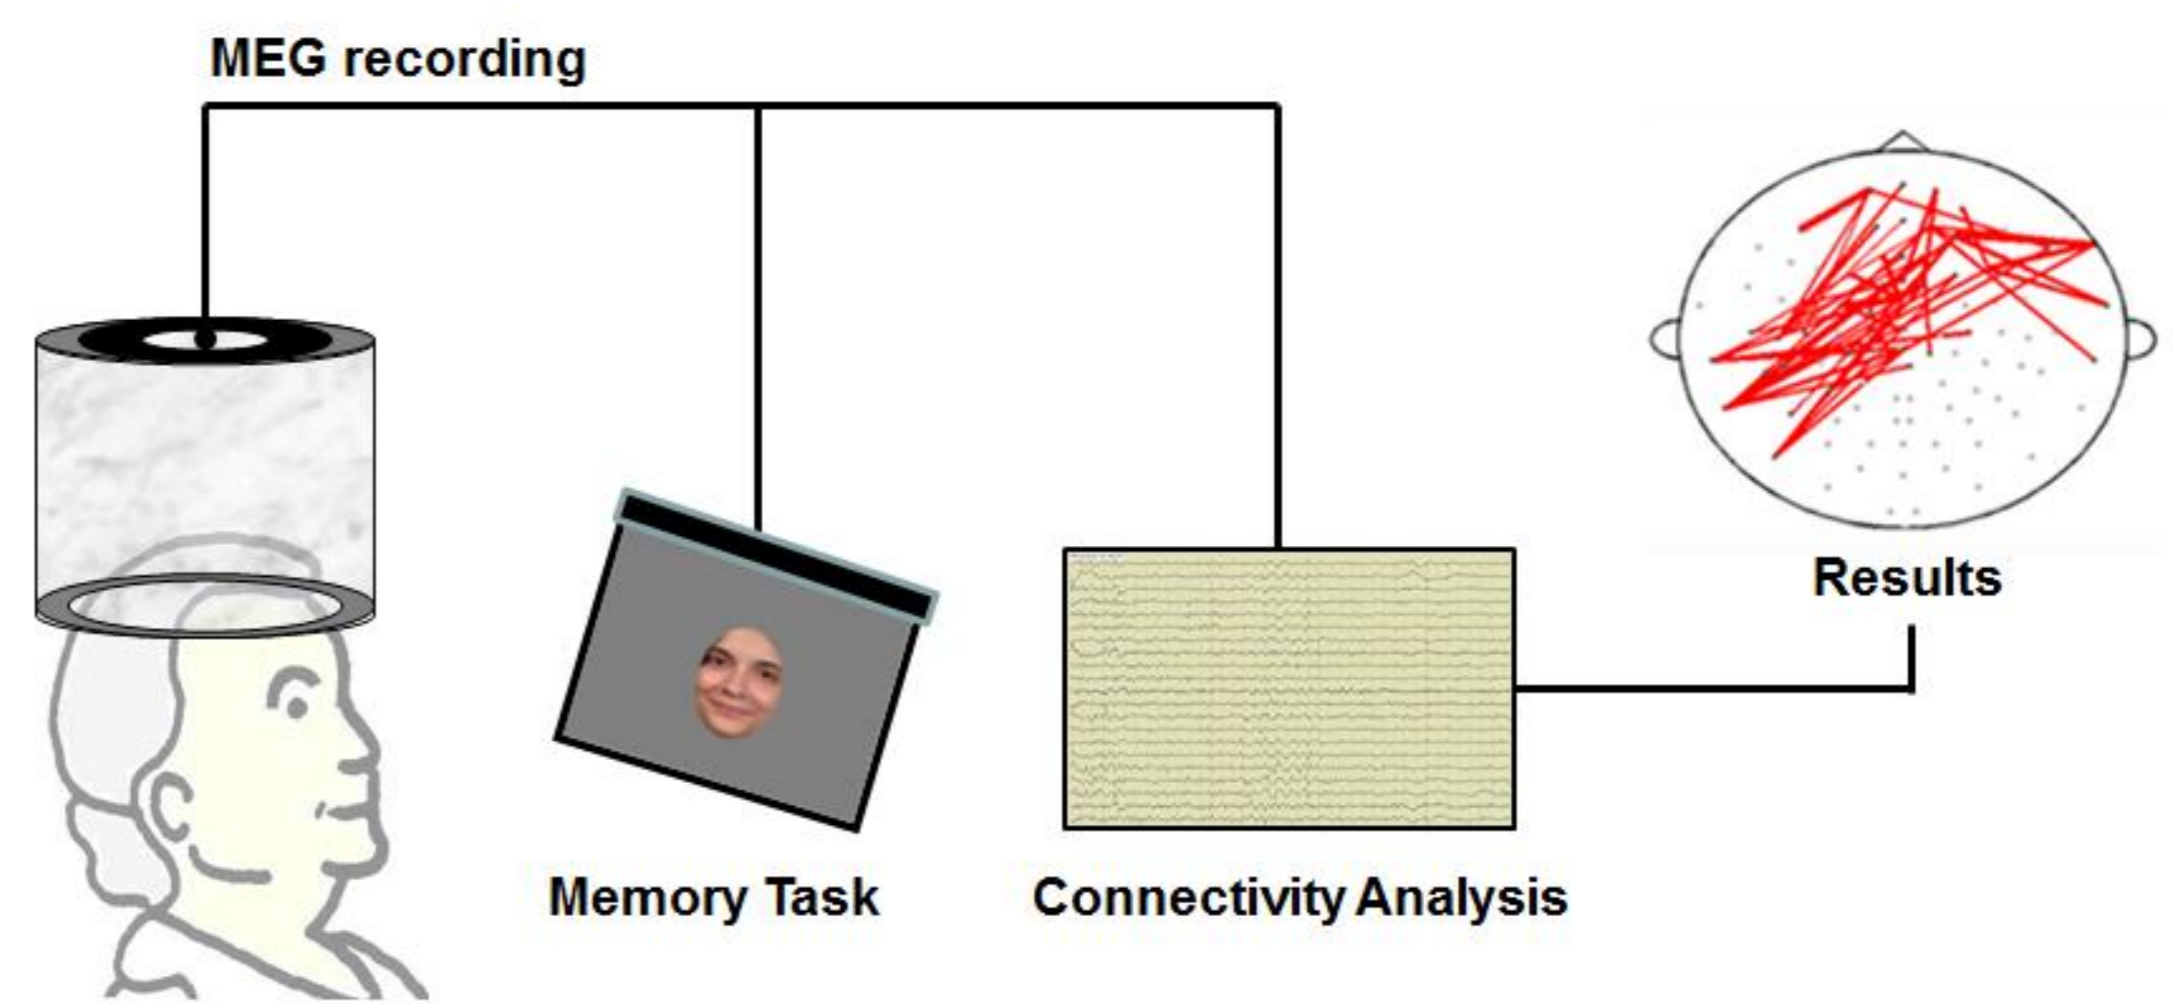 MEG recording
Results
Memory Task
Connectivity Analysis